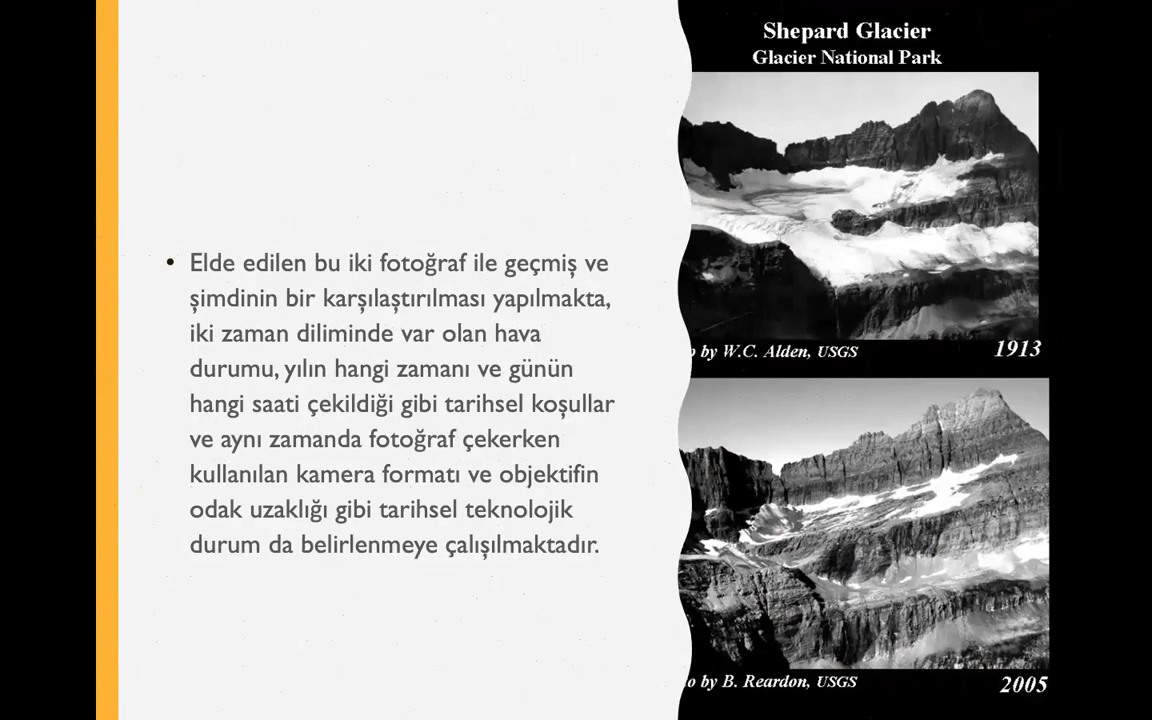 • Elde edilen bu iki fotoğraf ile geçmiş ve
şimdinin bir karşılaştırılması yapılmakta,
iki zaman diliminde var olan hava
durumu, yılın hangi zamanı ve günün
hangi saati çekildiği gibi tarihsel koşullar
ve aynı zamanda fotoğraf çekerken
kullanılan kamera formatı ve objektifin
odak uzaklığı gibi tarihsel teknolojik
durum da belirlenmeye çalışılmaktadır.
Shepard Glacier
Glacier National Park
by W.C. Alden, USGS 1913
by B. Reardon, USGS 2005